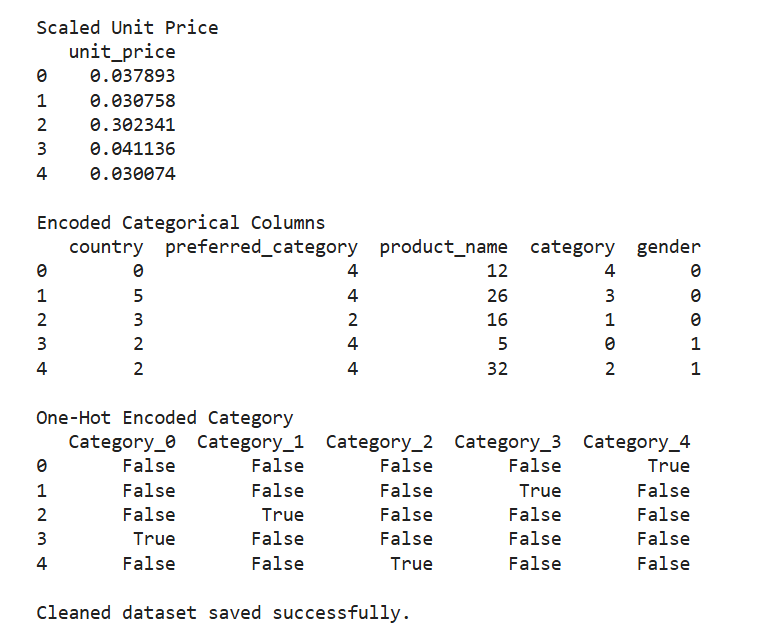 Scaled Unit Price
unit_price
0 0.037893
1 0.030758
2 0.302341
3 0.041136
4 0.030074
Encoded Categorical Columns
country preferred_category product_name category gender
0 0 4 12 4 0
1 5 4 26 3 0
2 3 2 16 1 0
3 2 4 5 0 1
4 2 4 32 2 1
One-Hot Encoded Category
Category_0 Category_1 Category_2 Category_3 Category_4
0 False False False False True
1 False False False True False
2 False True False False False
3 True False False False False
4 False False True False False
Cleaned dataset saved successfully.